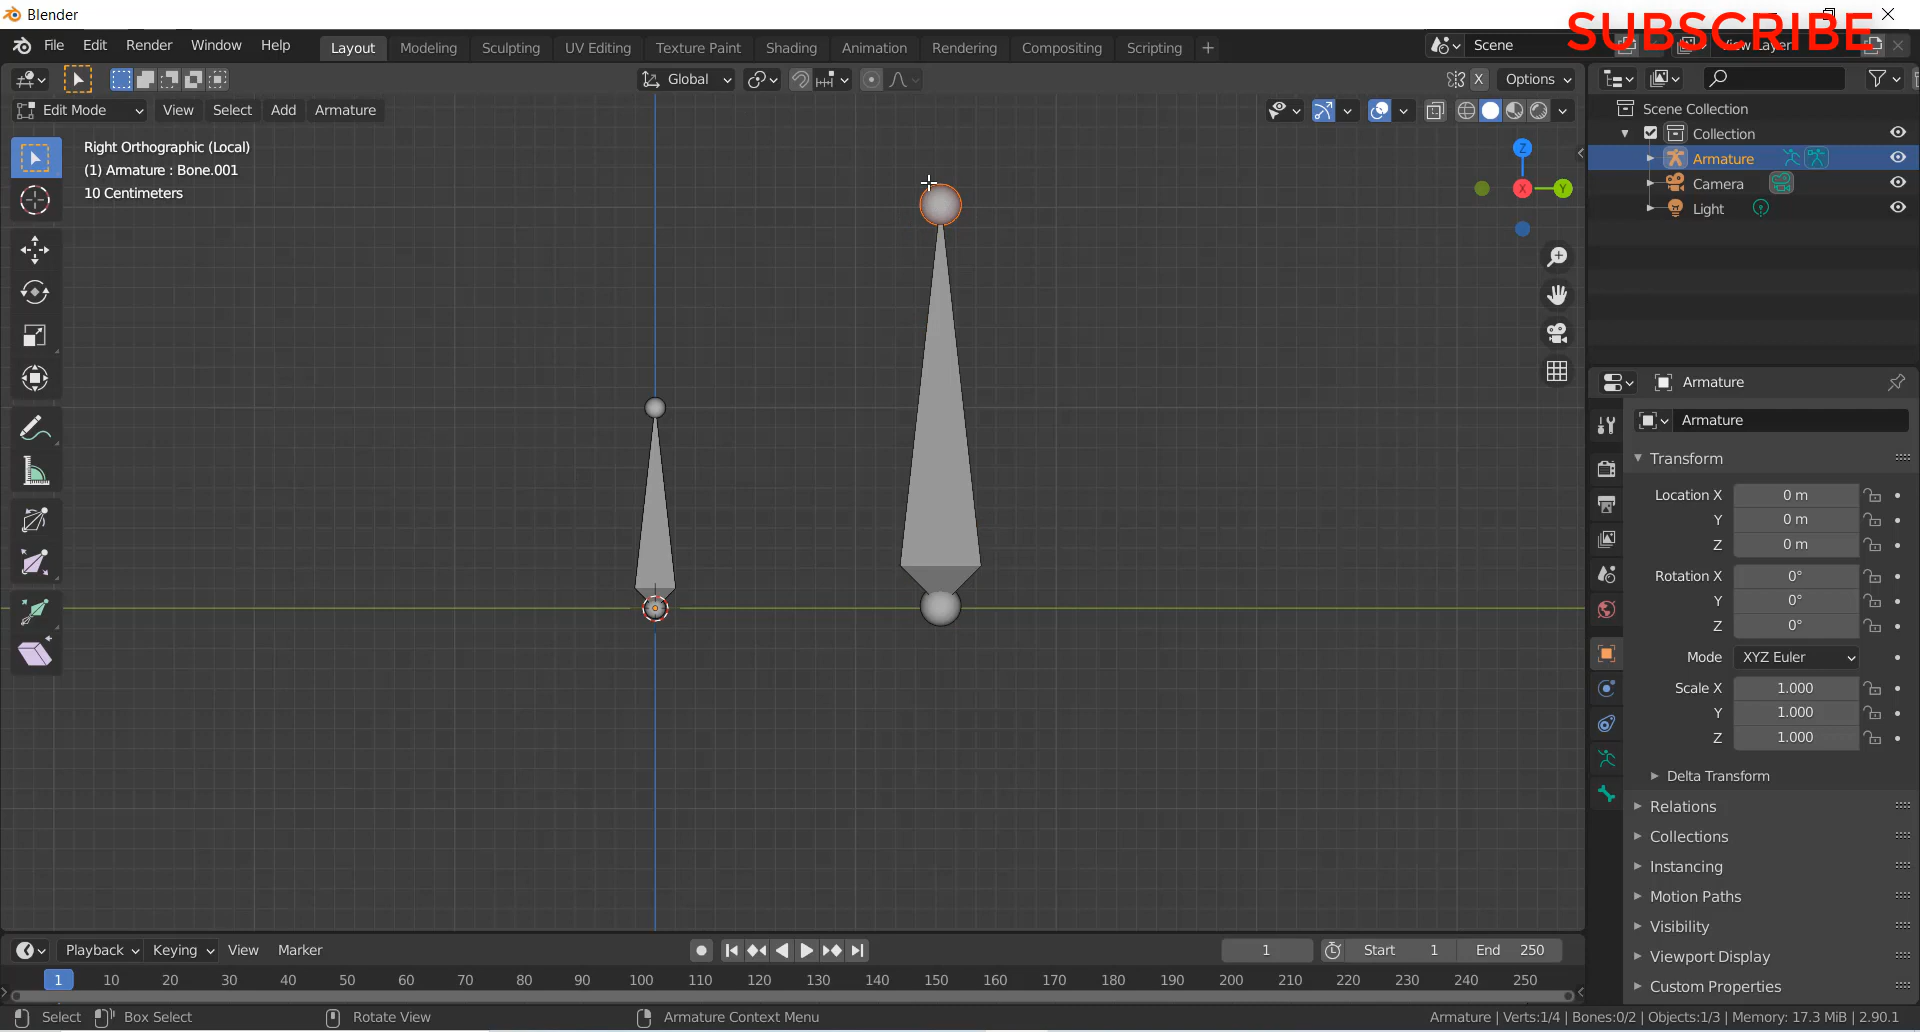 Blender
SUBSCRIBE
File Edit Render Window Help
Layout Modeling Sculpting UV Editing Texture Paint Shading Animation Rendering Compositing Scripting +
Scene
View Layer
Global
X
Options
Edit Mode View Select Add Armature
Right Orthographic (Local)
(1) Armature : Bone.001
10 Centimeters
Z
X
Y
Scene Collection
Collection
Armature
Camera
Light
Armature
Armature
Transform
Location X 0 m
Y 0 m
Z 0 m
Rotation X 0°
Y 0°
Z 0°
Mode XYZ Euler
Scale X 1.000
Y 1.000
Z 1.000
Delta Transform
Relations
Collections
Instancing
Motion Paths
Visibility
Viewport Display
Custom Properties
Playback Keying View Marker
1
Start 1
End 250
1 10 20 30 40 50 60 70 80 90 100 110 120 130 140 150 160 170 180 190 200 210 220 230 240 250
Select Box Select Rotate View Armature Context Menu
Armature | Verts:1/4 | Bones:0/2 | Objects:1/3 | Memory: 17.3 MiB | 2.90.1